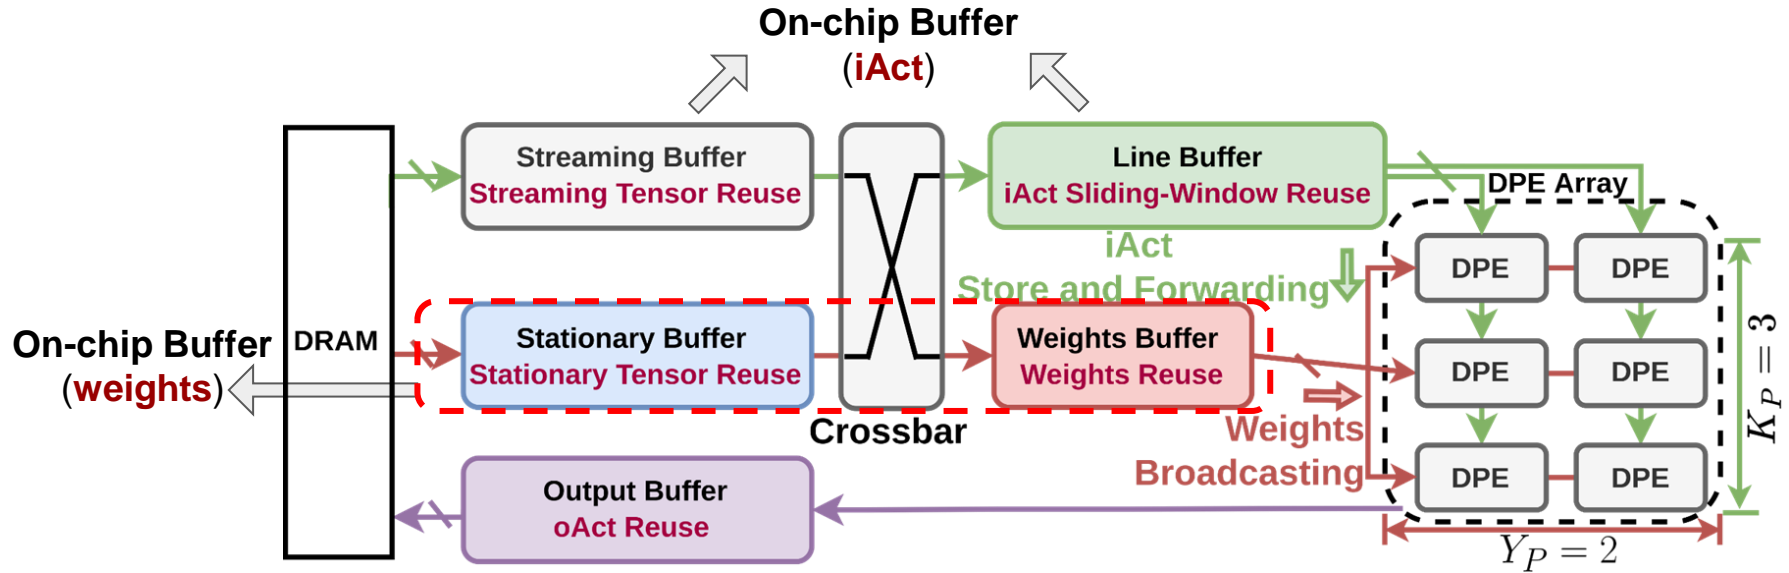 On-chip Buffer
(iAct)
Streaming Buffer
Streaming Tensor Reuse
Line Buffer
iAct Sliding-Window Reuse
DPE Array
iAct
Store and Forwarding
DPE DPE
On-chip Buffer
(weights)
DRAM
Stationary Buffer
Stationary Tensor Reuse
Weights Buffer
Weights Reuse
DPE DPE
K_P = 3
Crossbar
Weights
Broadcasting
Output Buffer
oAct Reuse
DPE DPE
Y_P = 2